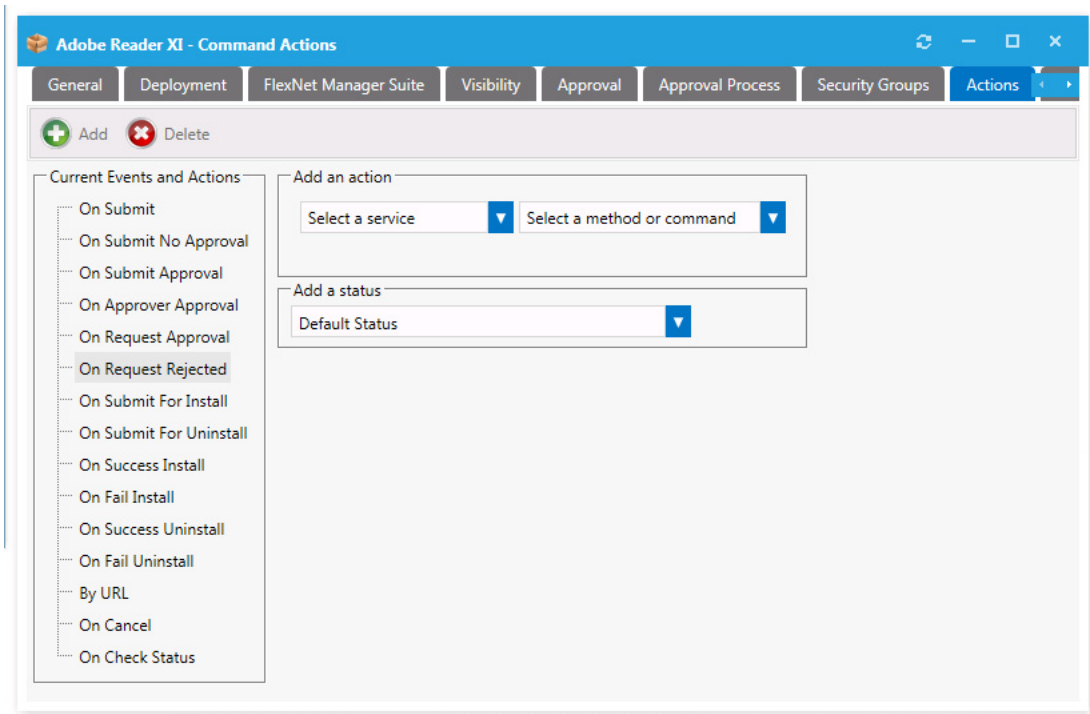 Adobe Reader XI - Command Actions
General Deployment FlexNet Manager Suite Visibility Approval Approval Process Security Groups Actions
Add Delete
Current Events and Actions
On Submit
On Submit No Approval
On Submit Approval
On Approver Approval
On Request Approval
On Request Rejected
On Submit For Install
On Submit For Uninstall
On Success Install
On Fail Install
On Success Uninstall
On Fail Uninstall
By URL
On Cancel
On Check Status
Add an action
Select a service Select a method or command
Add a status
Default Status